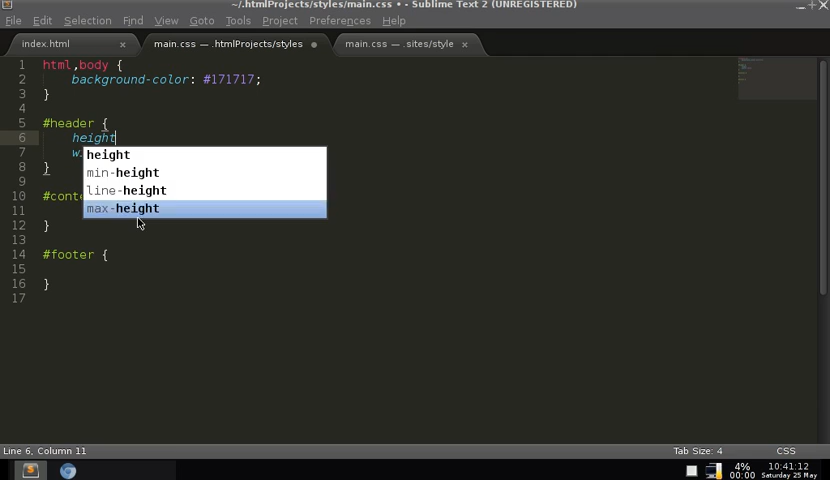 ~/.htmlProjects/styles/main.css • - Sublime Text 2 (UNREGISTERED)
File Edit Selection Find View Goto Tools Project Preferences Help
index.html × main.css — .htmlProjects/styles • main.css — .sites/style ×
1 html,body {
2 background-color: #171717;
3 }
4
5 #header {
6 height
7 w
height
min-height
line-height
max-height
8 }
9
10 #conte
11
12 }
13
14 #footer {
15
16 }
17
Line 6, Column 11 Tab Size: 4 CSS
4% 10:41:12
00:00 Saturday 25 May